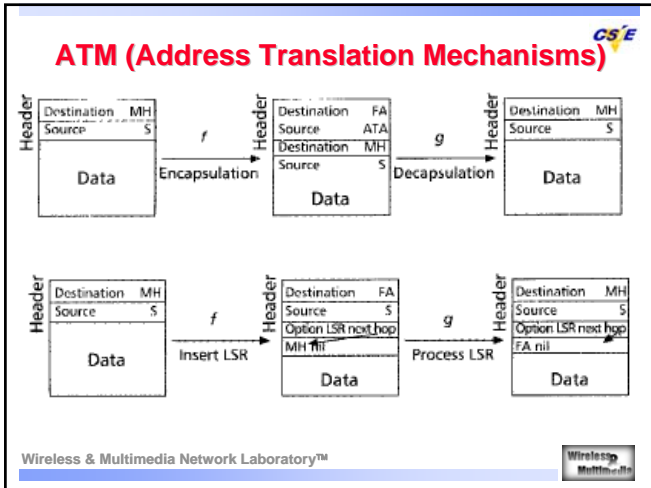 CSIE
ATM (Address Translation Mechanisms)
Header
Destination MH
Source S
Data
f
Encapsulation
Header
Destination FA
Source ATA
Destination MH
Source S
Data
g
Decapsulation
Header
Destination MH
Source S
Data
Header
Destination MH
Source S
Data
f
Insert LSR
Header
Destination FA
Source S
Option LSR next hop
MH nil
Data
g
Process LSR
Header
Destination MH
Source S
Option LSR next hop
FA nil
Data
Wireless & Multimedia Network Laboratory™
Wireless
Multimedia